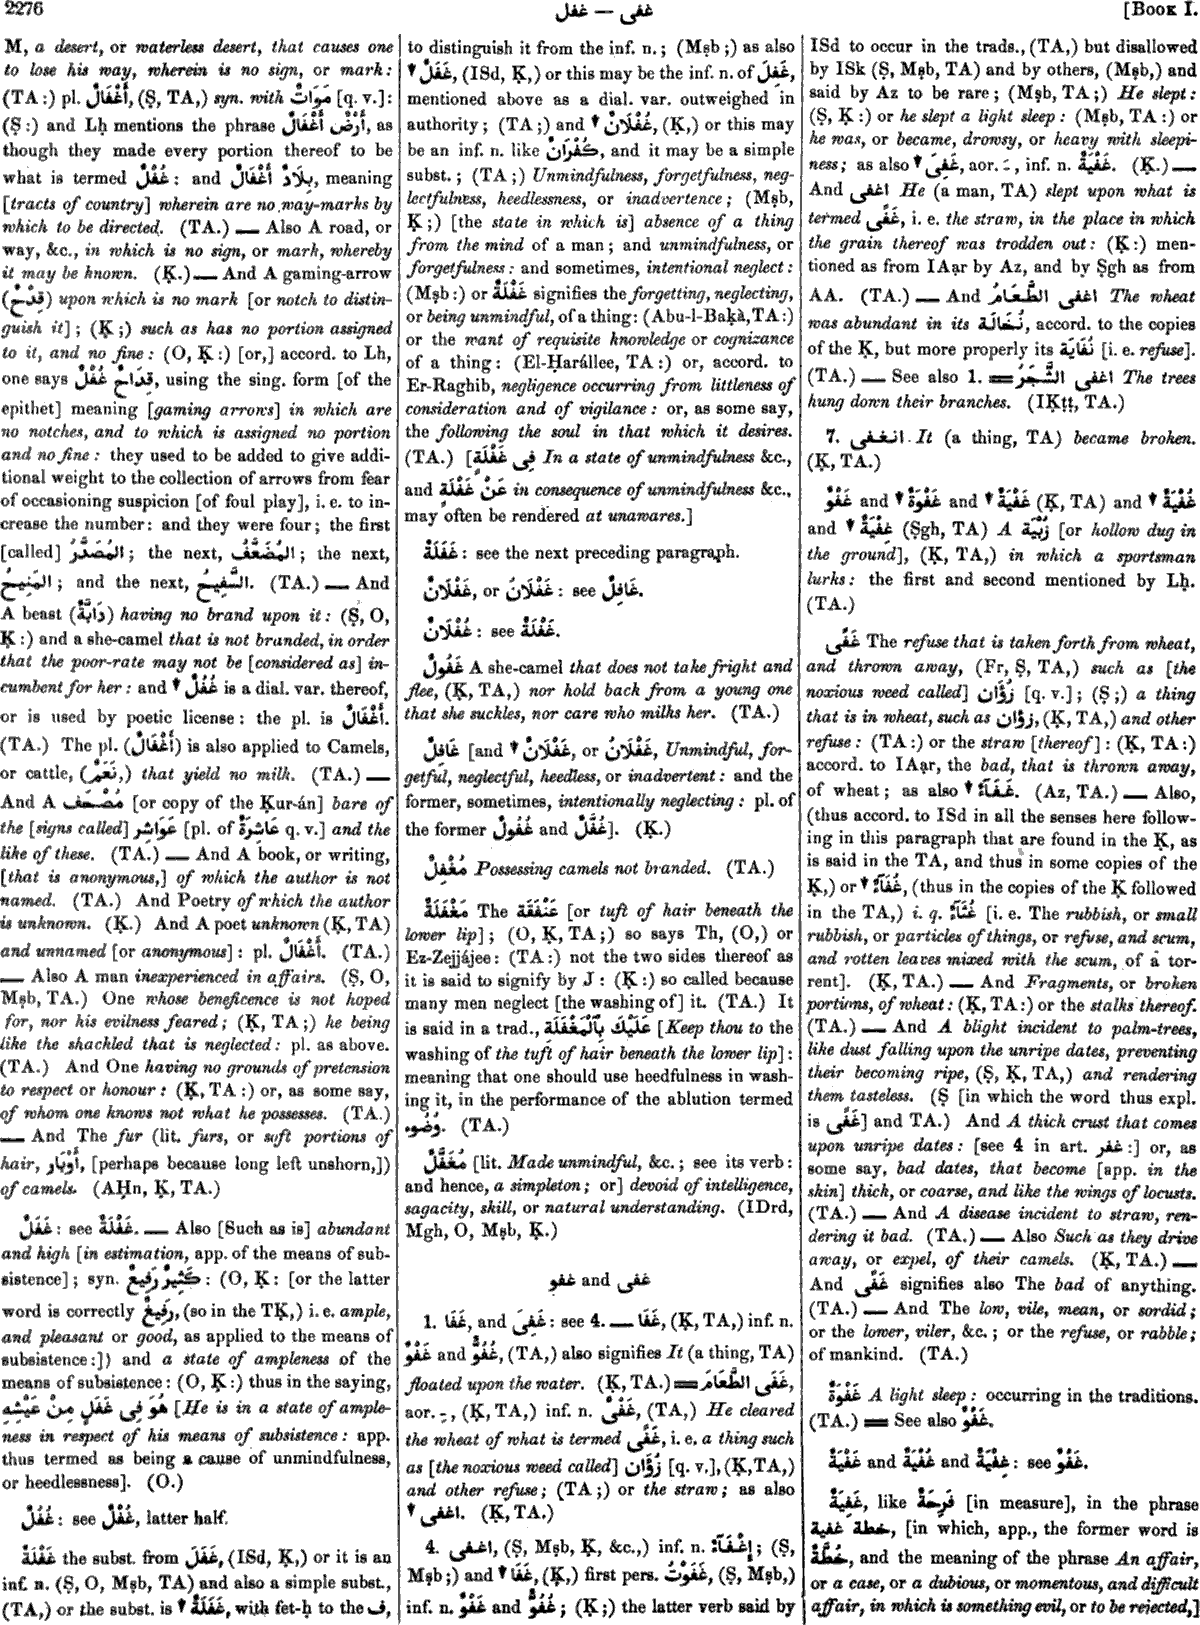 2276
غفل — غفى
[Book I.
M, a desert, or waterless desert, that causes one
to lose his way, wherein is no sign, or mark:
(TA:) pl. أَغْفَالٌ, (Ṣ, TA,) syn. with مَوَاتٌ [q. v.]:
(Ṣ:) and Lḥ mentions the phrase أَرْضٌ أَغْفَالٌ, as
though they made every portion thereof to be
what is termed غُفْلٌ: and بِلَادٌ أَغْفَالٌ, meaning
[tracts of country] wherein are no way-marks by
which to be directed. (TA.) — Also A road, or
way, &c., in which is no sign, or mark, whereby
it may be known. (Ḳ.) — And A gaming-arrow
(قِدْحٌ) upon which is no mark [or notch to distin-
guish it]; (Ḳ;) such as has no portion assigned
to it, and no fine: (O, Ḳ:) [or,] accord. to Lh,
one says قِدَاحٌ غُفْلٌ, using the sing. form [of the
epithet] meaning [gaming arrows] in which are
no notches, and to which is assigned no portion
and no fine: they used to be added to give addi-
tional weight to the collection of arrows from fear
of occasioning suspicion [of foul play], i. e. to in-
crease the number: and they were four; the first
[called] المُصَدَّرُ; the next, المُضَعَّفُ; the next,
المَنِيحُ; and the next, السَّفِيحُ. (TA.) — And
A beast (دَابَّةٌ) having no brand upon it: (Ṣ, O,
Ḳ:) and a she-camel that is not branded, in order
that the poor-rate may not be [considered as] in-
cumbent for her: and ▼ غُفُلٌ is a dial. var. thereof,
or is used by poetic license: the pl. is أَغْفَالٌ.
(TA.) The pl. (أَغْفَالٌ) is also applied to Camels,
or cattle, (نَعَمٌ,) that yield no milk. (TA.) —
And A مُصْحَف [or copy of the Ḳur-án] bare of
the [signs called] عَوَاشِر [pl. of عَاشِرَةٌ q. v.] and the
like of these. (TA.) — And A book, or writing,
[that is anonymous,] of which the author is not
named. (TA.) And Poetry of which the author
is unknown. (Ḳ.) And A poet unknown (Ḳ, TA)
and unnamed [or anonymous]: pl. أَغْفَالٌ. (TA.)
— Also A man inexperienced in affairs. (Ṣ, O,
Mṣb, TA.) One whose beneficence is not hoped
for, nor his evilness feared; (Ḳ, TA;) he being
like the shackled that is neglected: pl. as above.
(TA.) And One having no grounds of pretension
to respect or honour: (Ḳ, TA:) or, as some say,
of whom one knows not what he possesses. (TA.)
— And The fur (lit. furs, or soft portions of
hair, أَوْبَار, [perhaps because long left unshorn,])
of camels. (AḤn, Ḳ, TA.)
غَفَلٌ: see غَفْلَةٌ. — Also [Such as is] abundant
and high [in estimation, app. of the means of sub-
sistence]; syn. كَثِيرٌ رَفِيعٌ: (O, Ḳ: [or the latter
word is correctly رَفِيغٌ, (so in the TḲ,) i. e. ample,
and pleasant or good, as applied to the means of
subsistence:]) and a state of ampleness of the
means of subsistence: (O, Ḳ:) thus in the saying,
هُوَ فِى غَفَلٍ مِنْ عَيْشِهِ [He is in a state of ample-
ness in respect of his means of subsistence: app.
thus termed as being a cause of unmindfulness,
or heedlessness]. (O.)
غُفُلٌ: see غُفْلٌ, latter half.
غَفْلَةٌ the subst. from غَفَلَ, (ISd, Ḳ,) or it is an
inf. n. (Ṣ, O, Mṣb, TA) and also a simple subst.,
(TA,) or the subst. is ▼ غَفَلَةٌ, with fet-ḥ to the ف,
to distinguish it from the inf. n.; (Mṣb;) as also
▼ غَفَلٌ, (ISd, Ḳ,) or this may be the inf. n. of غَفِلَ,
mentioned above as a dial. var. outweighed in
authority; (TA;) and ▼ غُفْلَانٌ, (Ḳ,) or this may
be an inf. n. like كُفْرَانٌ, and it may be a simple
subst.; (TA;) Unmindfulness, forgetfulness, neg-
lectfulness, heedlessness, or inadvertence; (Mṣb,
Ḳ;) [the state in which is] absence of a thing
from the mind of a man; and unmindfulness, or
forgetfulness: and sometimes, intentional neglect:
(Mṣb:) or غَفْلَةٌ signifies the forgetting, neglecting,
or being unmindful, of a thing: (Abu-l-Baḳà, TA:)
or the want of requisite knowledge or cognizance
of a thing: (El-Ḥarállee, TA:) or, accord. to
Er-Raghib, negligence occurring from littleness of
consideration and of vigilance: or, as some say,
the following the soul in that which it desires.
(TA.) [فِى غَفْلَةٍ In a state of unmindfulness &c.,
and عَنْ غَفْلَةٍ in consequence of unmindfulness &c.,
may often be rendered at unawares.]
غَفَلَةٌ: see the next preceding paragraph.
غَفْلَانٌ, or غَفْلَانُ: see غَافِلٌ.
غُفْلَانٌ: see غَفْلَةٌ.
غَفُولٌ A she-camel that does not take fright and
flee, (Ḳ, TA,) nor hold back from a young one
that she suckles, nor care who milks her. (TA.)
غَافِلٌ [and ▼ غَفْلَانٌ, or غَفْلَانُ, Unmindful, for-
getful, neglectful, heedless, or inadvertent: and the
former, sometimes, intentionally neglecting: pl. of
the former غُفُولٌ and غُفَّلٌ]. (Ḳ.)
مُغْفِلٌ Possessing camels not branded. (TA.)
مَغْفَلَةٌ The عَنْفَقَة [or tuft of hair beneath the
lower lip]; (O, Ḳ, TA;) so says Th, (O,) or
Ez-Zejjájee: (TA:) not the two sides thereof as
it is said to signify by J: (Ḳ:) so called because
many men neglect [the washing of] it. (TA.) It
is said in a trad., عَلَيْكَ بِٱلْمَغْفَلَةِ [Keep thou to the
washing of the tuft of hair beneath the lower lip]:
meaning that one should use heedfulness in wash-
ing it, in the performance of the ablution termed
وُضُوْء. (TA.)
مُغَفَّلٌ [lit. Made unmindful, &c.; see its verb:
and hence, a simpleton; or] devoid of intelligence,
sagacity, skill, or natural understanding. (IDrd,
Mgh, O, Mṣb, Ḳ.)
غفو and غفى
1. غَفَا, and غَفِىَ: see 4. — غَفَا, (Ḳ, TA,) inf. n.
غَفْوٌ and غُفُوٌّ, (TA,) also signifies It (a thing, TA)
floated upon the water. (Ḳ, TA.) = غَفَى الطَّعَامَ,
aor. ـِ, (Ḳ, TA,) inf. n. غَفْىٌ, (TA,) He cleared
the wheat of what is termed غَفًى, i. e. a thing such
as [the noxious weed called] زُؤَان [q. v.], (Ḳ, TA,)
and other refuse; (TA;) or the straw; as also
▼ اغفى. (Ḳ, TA.)
4. اغفى, (Ṣ, Mṣb, Ḳ, &c.,) inf. n. إِغْفَآءٌ; (Ṣ,
Mṣb;) and ▼ غَفَا, (Ḳ,) first pers. غَفَوْتُ, (Ṣ, Mṣb,)
inf. n. غَفْوٌ and غُفُوٌّ; (Ḳ;) the latter verb said by
ISd to occur in the trads., (TA,) but disallowed
by ISk (Ṣ, Mṣb, TA) and by others, (Mṣb,) and
said by Az to be rare; (Mṣb, TA;) He slept:
(Ṣ, Ḳ:) or he slept a light sleep: (Mṣb, TA:) or
he was, or became, drowsy, or heavy with sleepi-
ness; as also ▼ غَفِىَ, aor. ـَ, inf. n. غَفْيَةٌ. (Ḳ.) —
And اغفى He (a man, TA) slept upon what is
termed غَفًى, i. e. the straw, in the place in which
the grain thereof was trodden out: (Ḳ:) men-
tioned as from IAạr by Az, and by Ṣgh as from
AA. (TA.) — And اغفى الطَّعَامُ The wheat
was abundant in its نُخَالَة, accord. to the copies
of the Ḳ, but more properly its نُفَايَة [i. e. refuse].
(TA.) — See also 1. = اغفى الشَّجَرُ The trees
hung down their branches. (IḲṭṭ, TA.)
7. انغفى It (a thing, TA) became broken.
(Ḳ, TA.)
غَفْوٌ and ▼ غَفْوَةٌ and ▼ غَفْيَةٌ (Ḳ, TA) and ▼ غُفْيَةٌ
and ▼ غِفْيَةٌ (Ṣgh, TA) A زُبْيَة [or hollow dug in
the ground], (Ḳ, TA,) in which a sportsman
lurks: the first and second mentioned by Lḥ.
(TA.)
غَفًى The refuse that is taken forth from wheat,
and thrown away, (Fr, Ṣ, TA,) such as [the
noxious weed called] زُؤَان [q. v.]; (Ṣ;) a thing
that is in wheat, such as زُؤَان, (Ḳ, TA,) and other
refuse: (TA:) or the straw [thereof]: (Ḳ, TA:)
accord. to IAạr, the bad, that is thrown away,
of wheat; as also ▼ غَفَآءٌ. (Az, TA.) — Also,
(thus accord. to ISd in all the senses here follow-
ing in this paragraph that are found in the Ḳ, as
is said in the TA, and thus in some copies of the
Ḳ,) or ▼ غُفَآءٌ, (thus in the copies of the Ḳ followed
in the TA,) i. q. غُثَآءٌ [i. e. The rubbish, or small
rubbish, or particles of things, or refuse, and scum,
and rotten leaves mixed with the scum, of a tor-
rent]. (Ḳ, TA.) — And Fragments, or broken
portions, of wheat: (Ḳ, TA:) or the stalks thereof.
(TA.) — And A blight incident to palm-trees,
like dust falling upon the unripe dates, preventing
their becoming ripe, (Ṣ, Ḳ, TA,) and rendering
them tasteless. (Ṣ [in which the word thus expl.
is غَفًى] and TA.) And A thick crust that comes
upon unripe dates: [see 4 in art. غفر:] or, as
some say, bad dates, that become [app. in the
skin] thick, or coarse, and like the wings of locusts.
(TA.) — And A disease incident to straw, ren-
dering it bad. (TA.) — Also Such as they drive
away, or expel, of their camels. (Ḳ, TA.) —
And غَفًى signifies also The bad of anything.
(TA.) — And The low, vile, mean, or sordid;
or the lower, viler, &c.; or the refuse, or rabble;
of mankind. (TA.)
غَفْوَةٌ A light sleep: occurring in the traditions.
(TA.) = See also غَفْوٌ.
غَفْيَةٌ and غُفْيَةٌ and غِفْيَةٌ: see غَفْوٌ.
غَفِيَةٌ, like فَرِحَةٌ [in measure], in the phrase
خطة غفية, [in which, app., the former word is
خُطَّةٌ, and the meaning of the phrase An affair,
or a case, or a dubious, or momentous, and difficult
affair, in which is something evil, or to be rejected,]